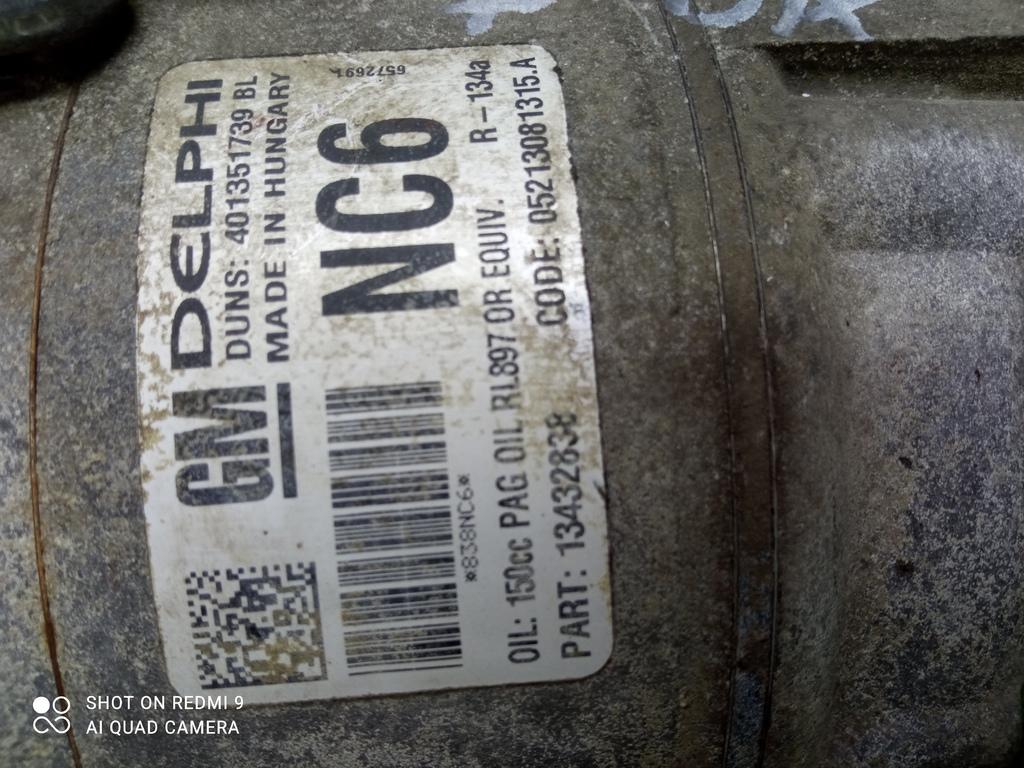 GM DELPHI
DUNS: 401351739 BL
MADE IN HUNGARY
6572691
NC6
*838NC6*
OIL: 150cc PAG OIL RL897 OR EQUIV. R-134a
PART: 13432838 CODE: 05213081315.A
SHOT ON REDMI 9
AI QUAD CAMERA